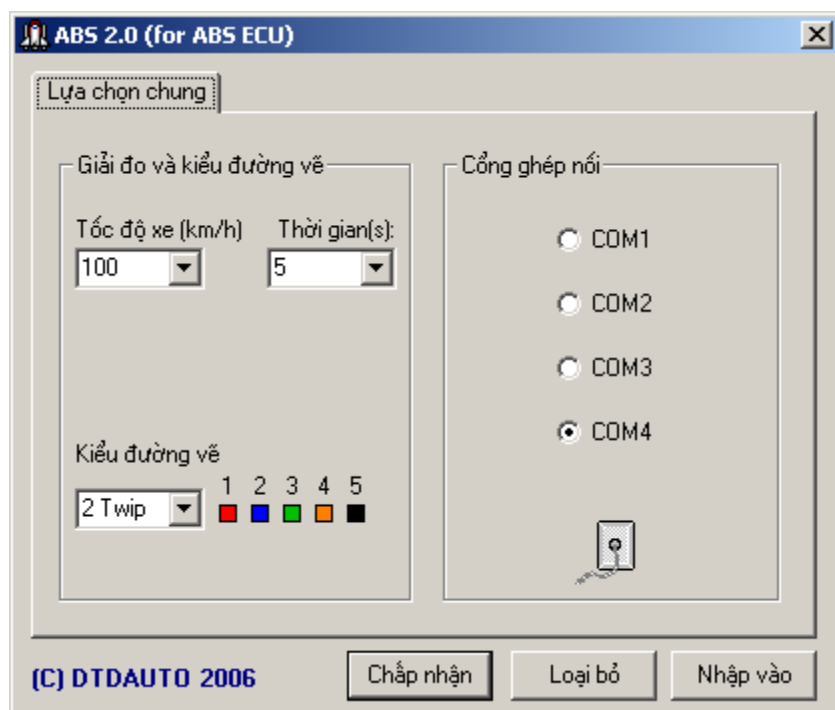 ABS 2.0 (for ABS ECU)
Lựa chọn chung
Giải đo và kiểu đường vẽ
Tốc độ xe (km/h) Thời gian(s):
100 5
Kiểu đường vẽ
2 Twip 1 2 3 4 5
Cổng ghép nối
COM1
COM2
COM3
COM4
(C) DTDAUTO 2006 Chấp nhận Loại bỏ Nhập vào